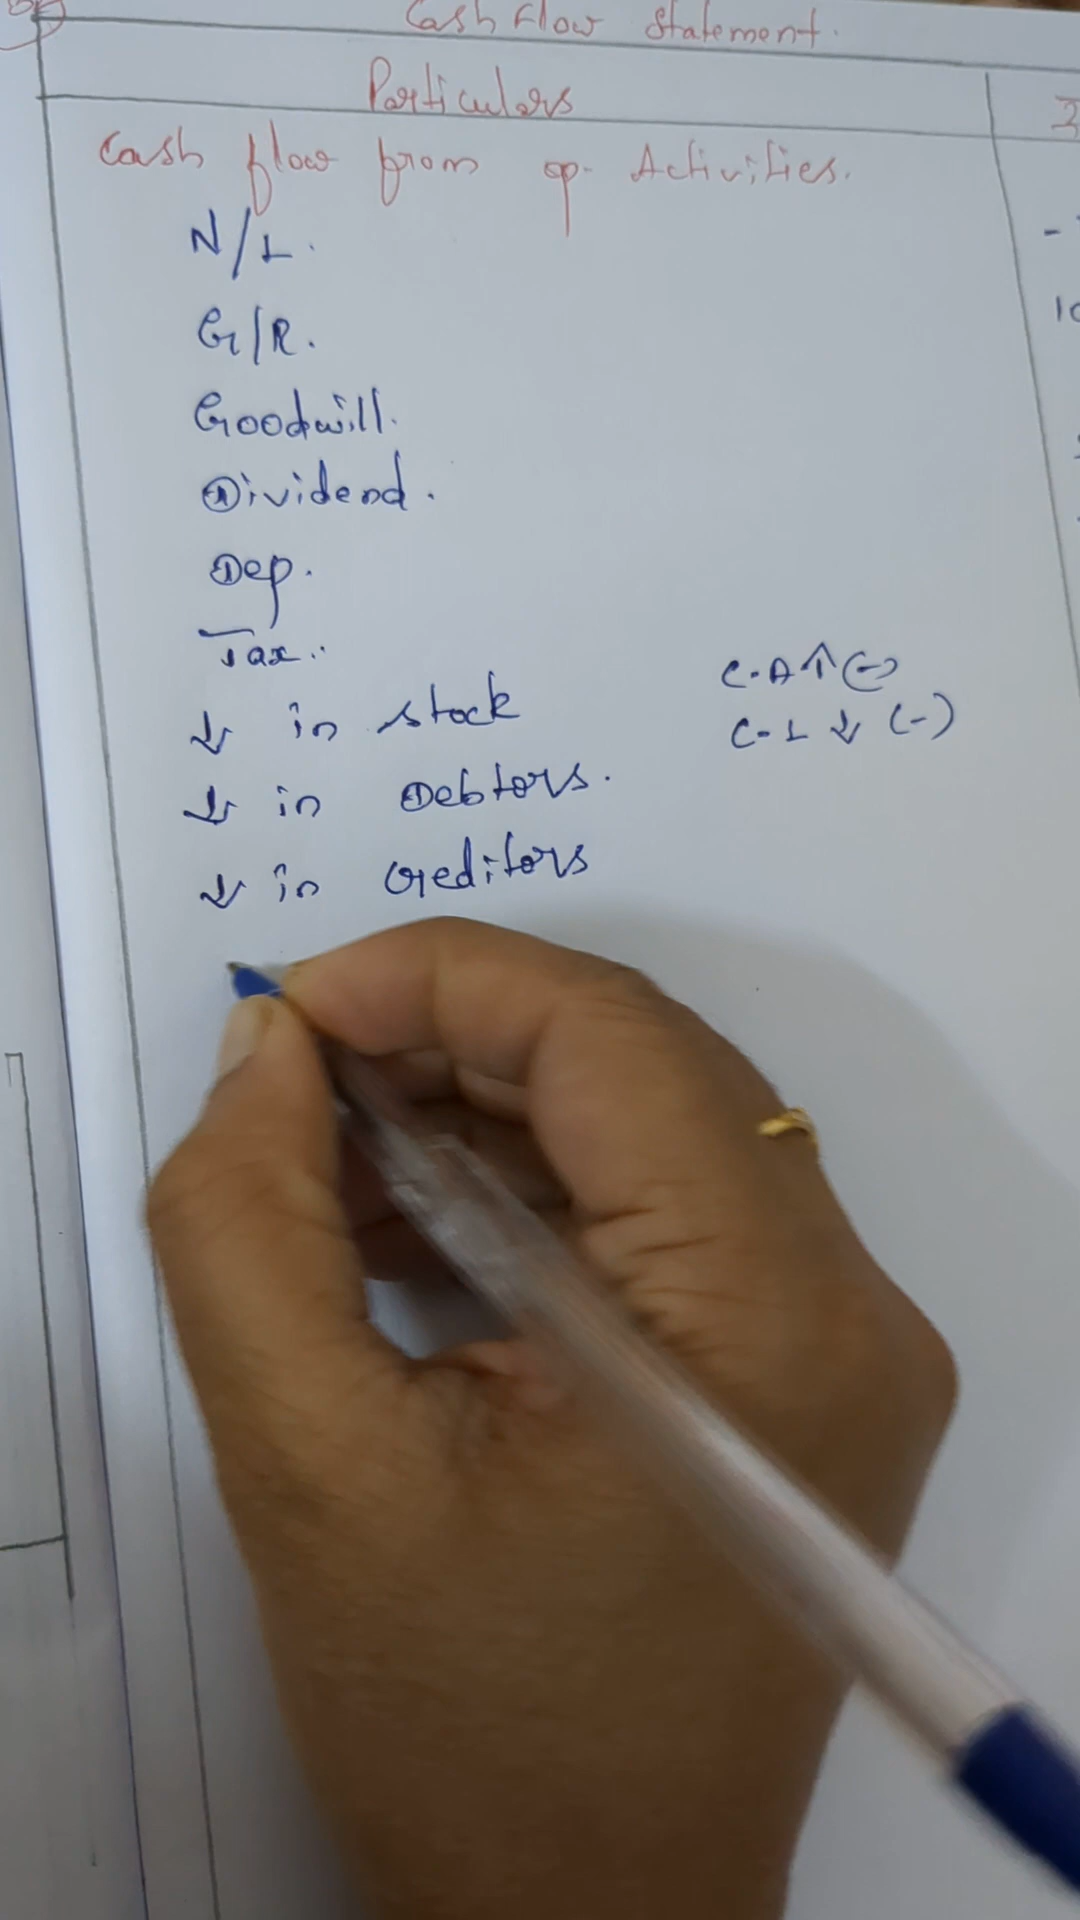 Cash Flow Statement.
Particulars
Cash flow from op. Activities.
N/L.
G/R.
Goodwill.
Dividend.
Dep.
Tax..
↓ in stock
C.A ↑ (-)
C-L ↓ (-)
↓ in Debtors.
↓ in creditors